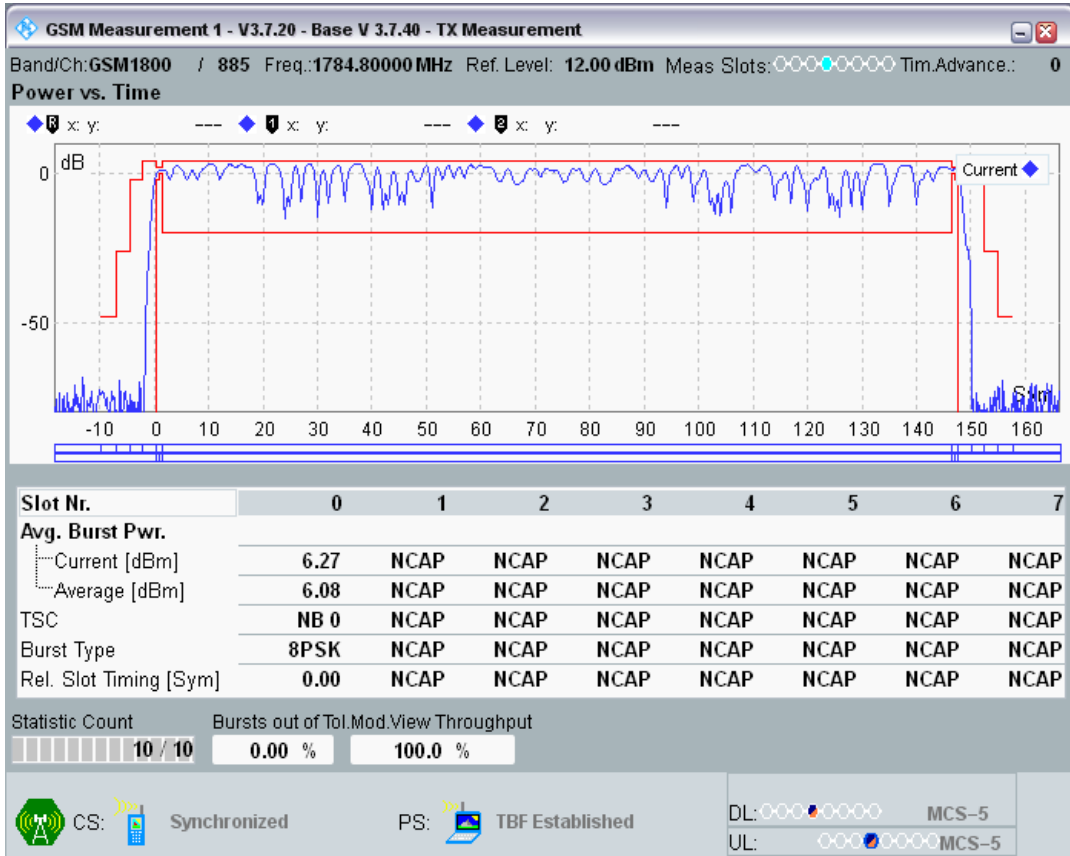 GSM Measurement 1 - V3.7.20 - Base V 3.7.40 - TX Measurement
Band/Ch:GSM1800 / 885 Freq.:1784.80000 MHz Ref. Level: 12.00 dBm Meas Slots: Tim.Advance.: 0
Power vs. Time
R x: y: --- 1 x: y: --- 2 x: y: ---
dB
Current
0
-50
Sym
-10 0 10 20 30 40 50 60 70 80 90 100 110 120 130 140 150 160
Slot Nr. 0 1 2 3 4 5 6 7
Avg. Burst Pwr.
Current [dBm] 6.27 NCAP NCAP NCAP NCAP NCAP NCAP NCAP
Average [dBm] 6.08 NCAP NCAP NCAP NCAP NCAP NCAP NCAP
TSC NB 0 NCAP NCAP NCAP NCAP NCAP NCAP NCAP
Burst Type 8PSK NCAP NCAP NCAP NCAP NCAP NCAP NCAP
Rel. Slot Timing [Sym] 0.00 NCAP NCAP NCAP NCAP NCAP NCAP NCAP
Statistic Count Bursts out of Tol.Mod.View Throughput
10 / 10 0.00 % 100.0 %
CS: Synchronized PS: TBF Established
DL: MCS-5
UL: MCS-5